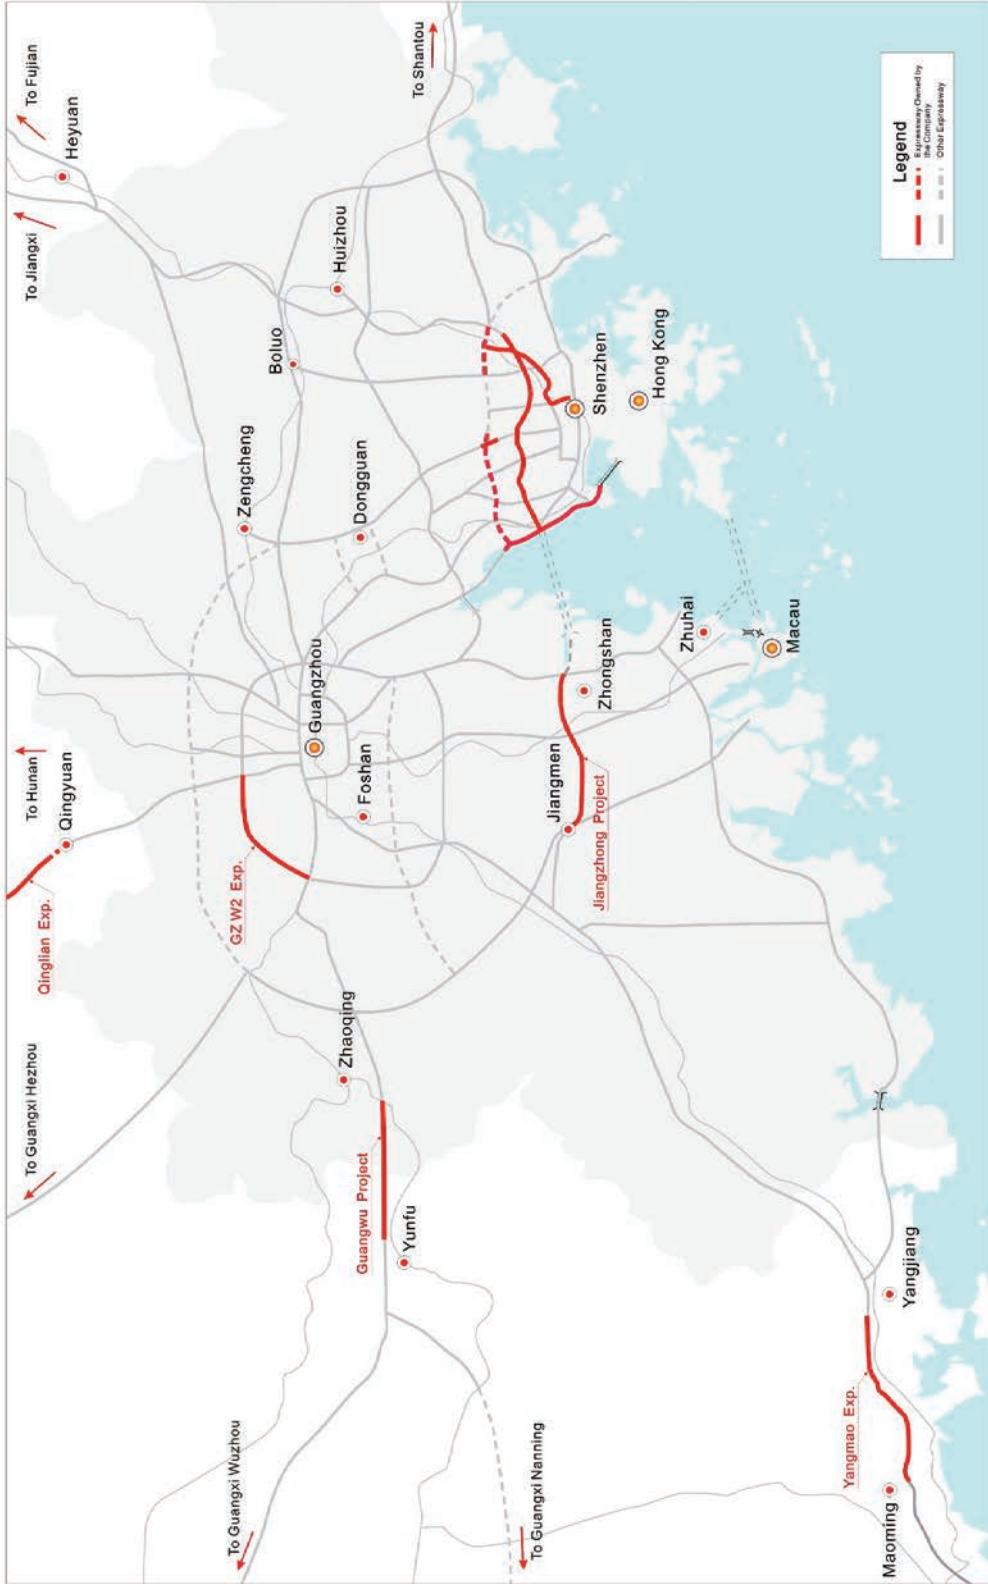 To Guangxi Hezhou
Qinglian Exp.
To Hunan
Qingyuan
To Jiangxi
To Fujian
Heyuan
To Guangxi Wuzhou
Guangwu Project
Zhaoqing
GZ W2 Exp.
Guangzhou
Foshan
Zengcheng
Boluo
Dongguan
Huizhou
To Shantou
Yunfu
To Guangxi Nanning
Jiangmen
Jiangzhong Project
Zhongshan
Shenzhen
Hong Kong
Zhuhai
Macau
Maoming
Yangmao Exp.
Yangjiang
Legend
Expressway Owned by
the Company
Other Expressway